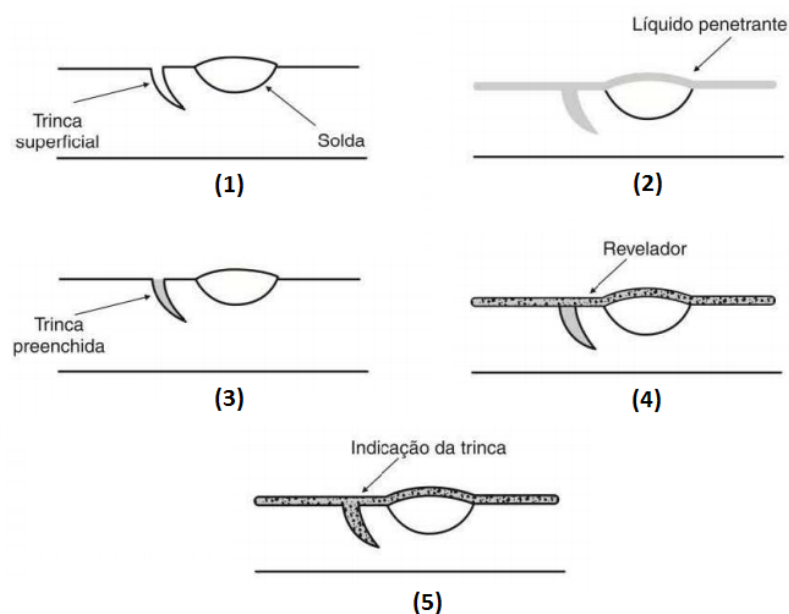 Trinca
superficial
Solda
(1)
Líquido penetrante
(2)
Trinca
preenchida
(3)
Revelador
(4)
Indicação da trinca
(5)